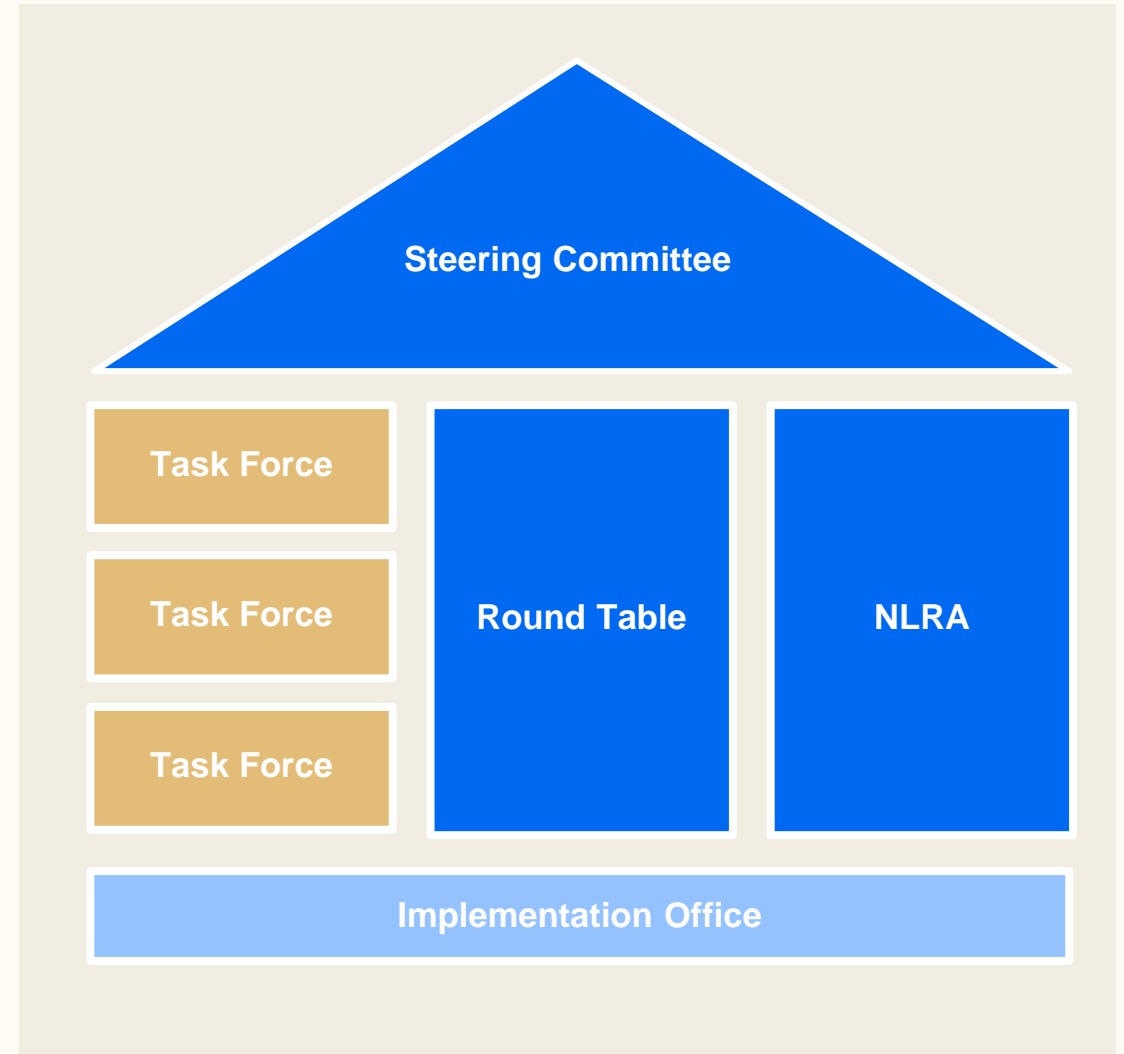 Steering Committee
Task Force
Task Force
Task Force
Round Table
NLRA
Implementation Office